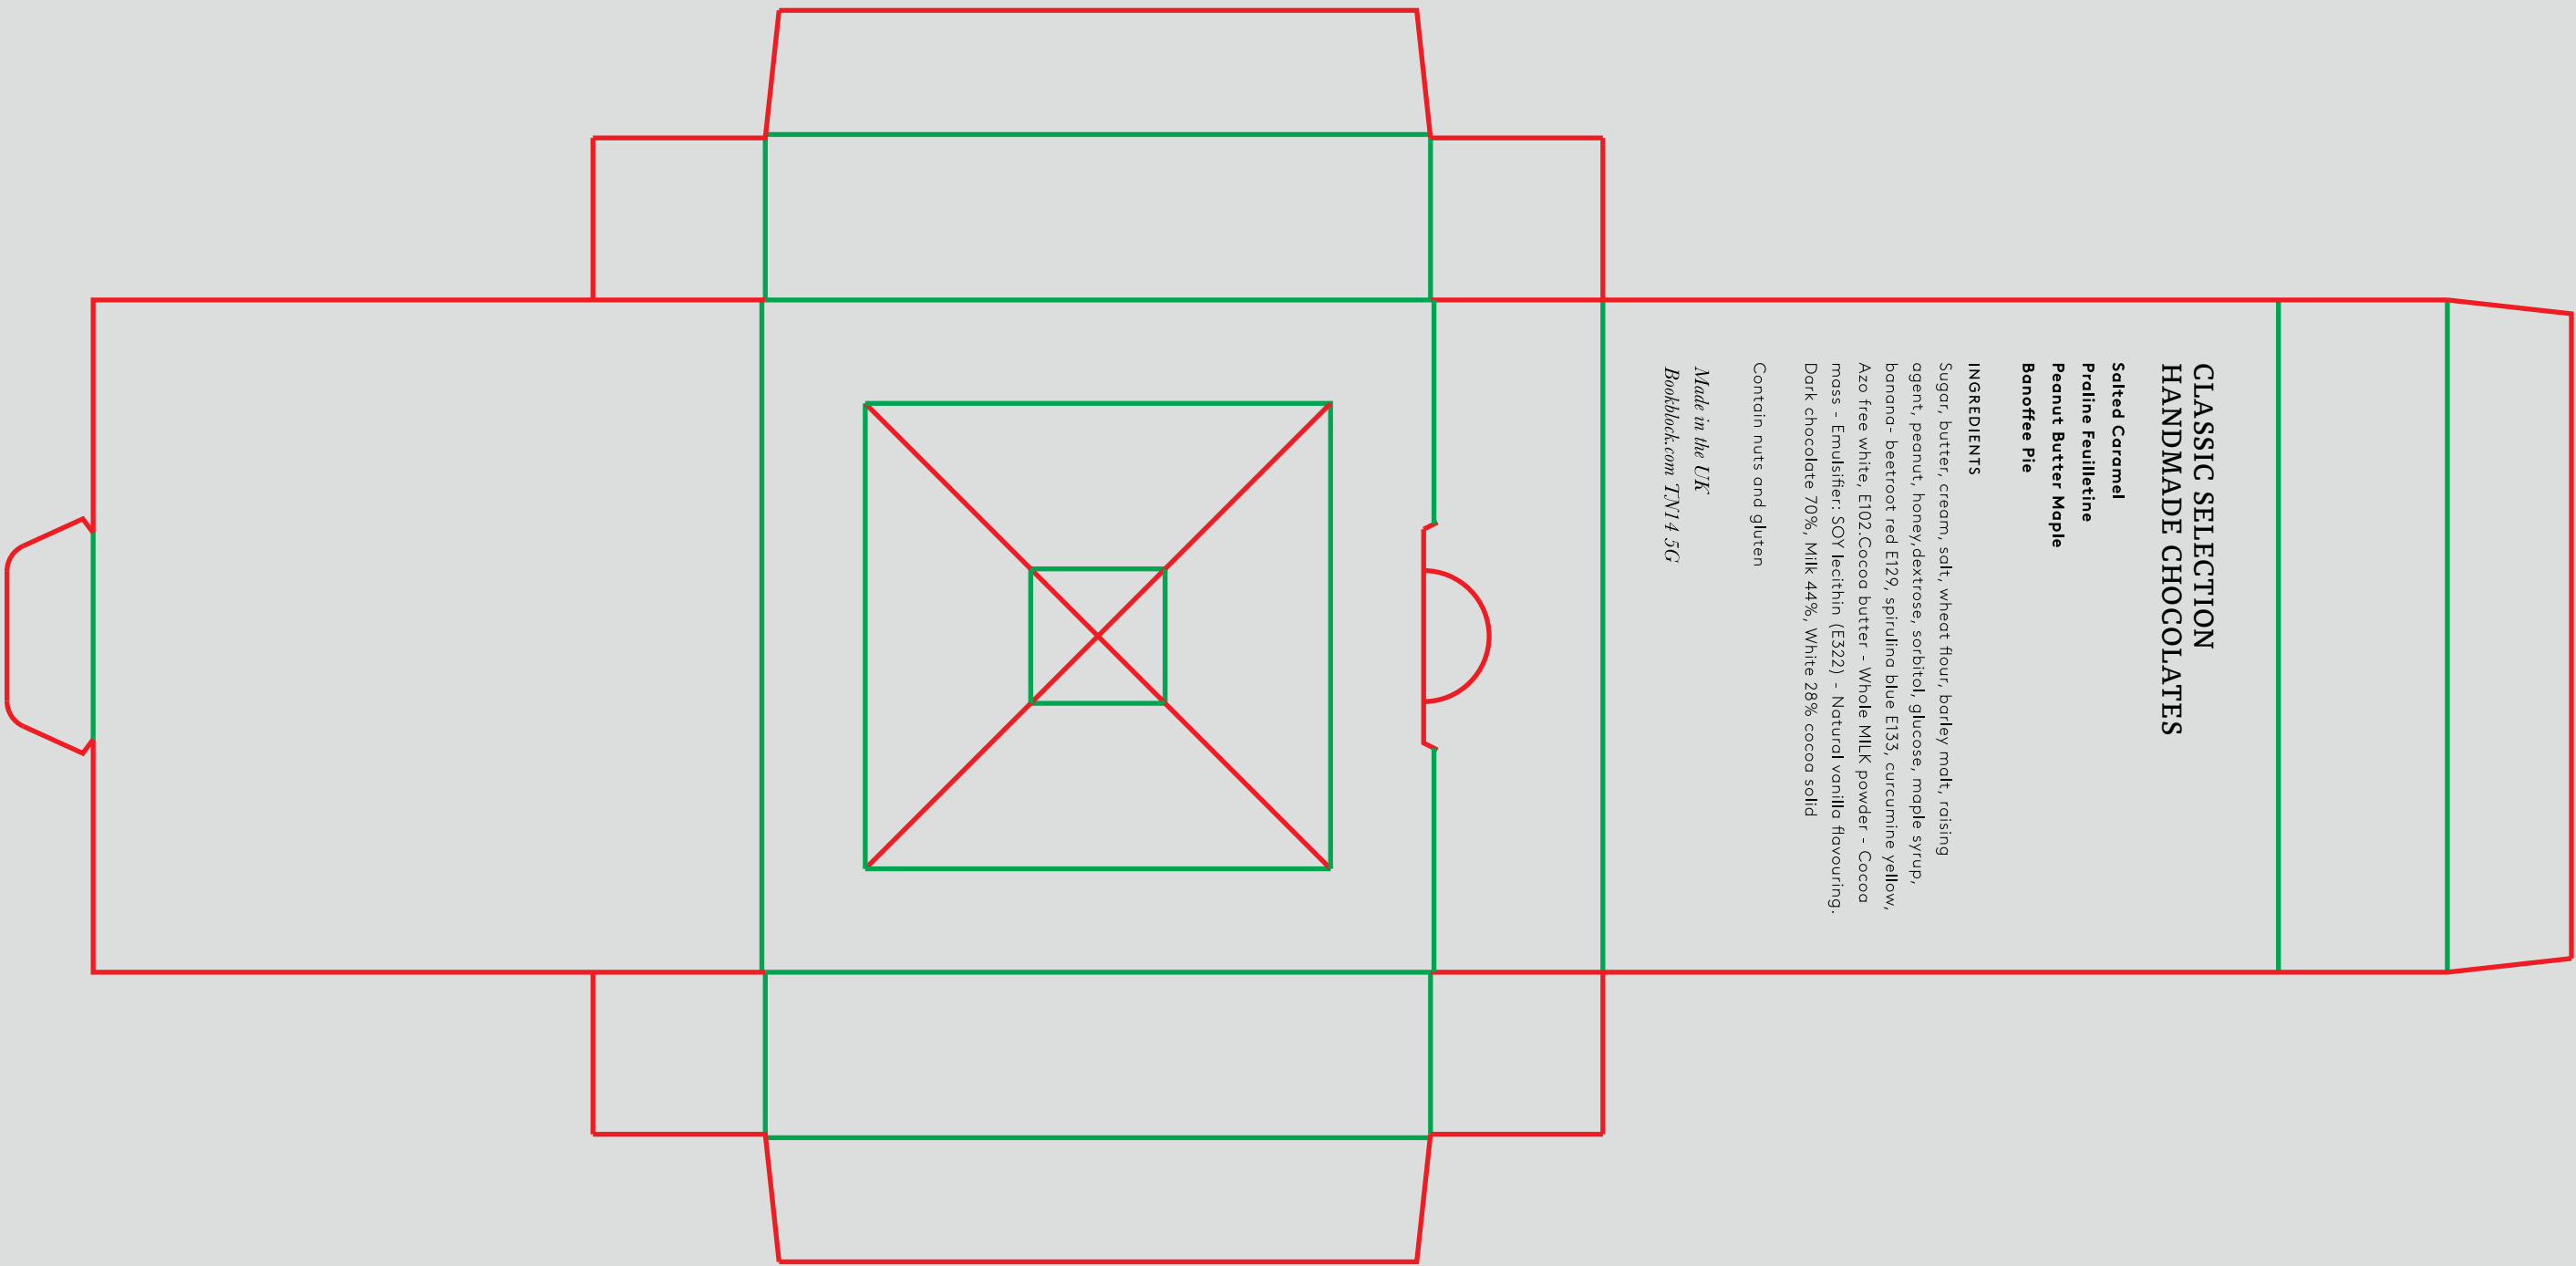 CLASSIC SELECTION
HANDMADE CHOCOLATES
Salted Caramel
Praline Feuilletine
Peanut Butter Maple
Banoffee Pie
INGREDIENTS
Sugar, butter, cream, salt, wheat flour, barley malt, raising
agent, peanut, honey,dextrose, sorbitol, glucose, maple syrup,
banana- beetroot red E129, spirulina blue E133, curcumine yellow,
Azo free white, E102.Cocoa butter - Whole MILK powder - Cocoa
mass - Emulsifier: SOY lecithin (E322) - Natural vanilla flavouring.
Dark chocolate 70%, Milk 44%, White 28% cocoa solid
Contain nuts and gluten
Made in the UK
Bookblock.com TN14 5G